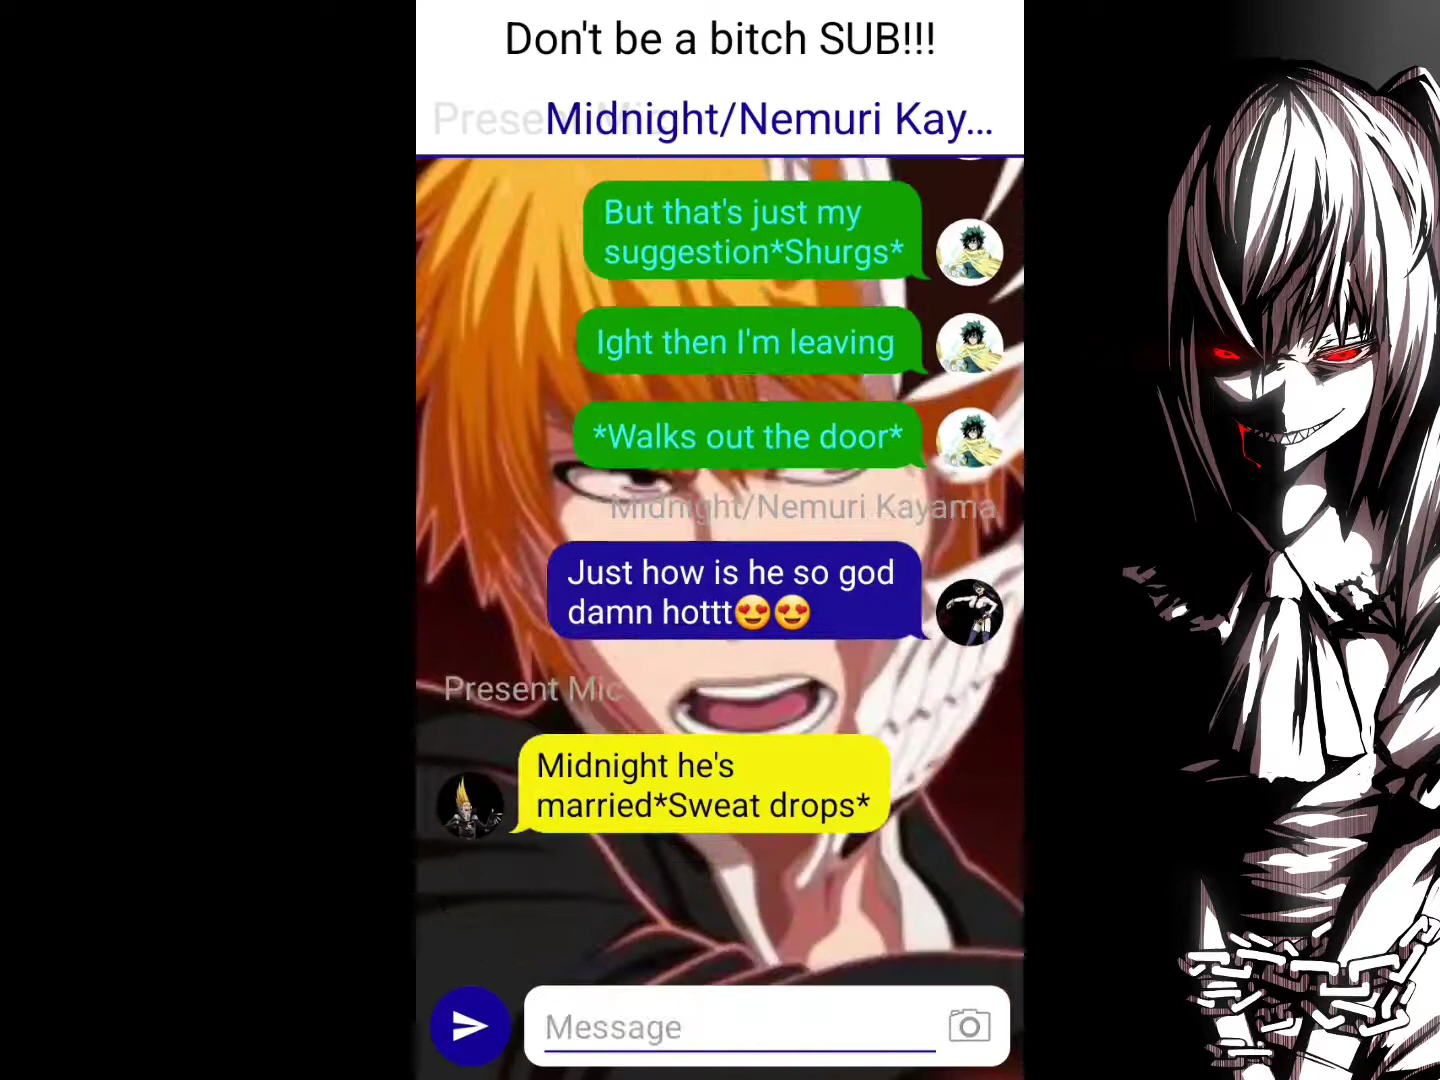 Don't be a bitch SUB!!!
Midnight/Nemuri Kay...
But that's just my
suggestion*Shurgs*
Ight then I'm leaving
*Walks out the door*
Midnight/Nemuri Kayama
Just how is he so god
damn hottt😍😍
Present Mic
Midnight he's
married*Sweat drops*
Message